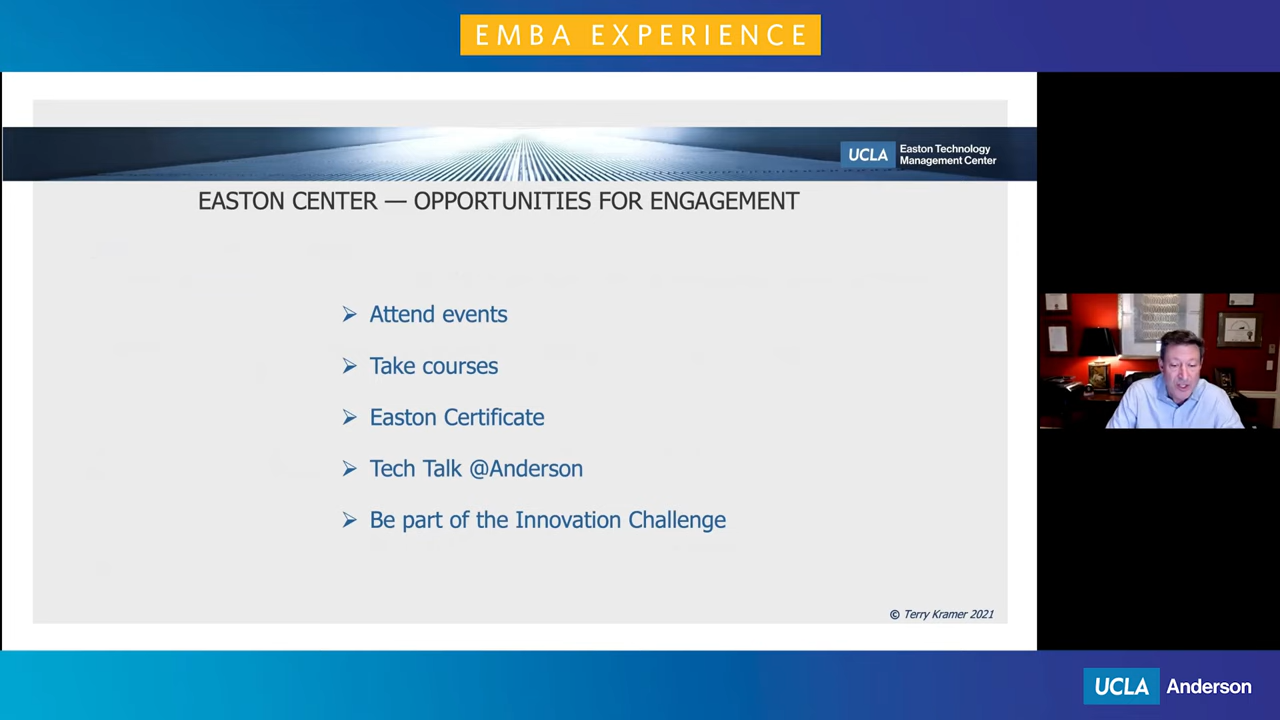 EMBA EXPERIENCE
UCLA Easton Technology
Management Center
EASTON CENTER — OPPORTUNITIES FOR ENGAGEMENT
➢ Attend events
➢ Take courses
➢ Easton Certificate
➢ Tech Talk @Anderson
➢ Be part of the Innovation Challenge
© Terry Kramer 2021
UCLA Anderson